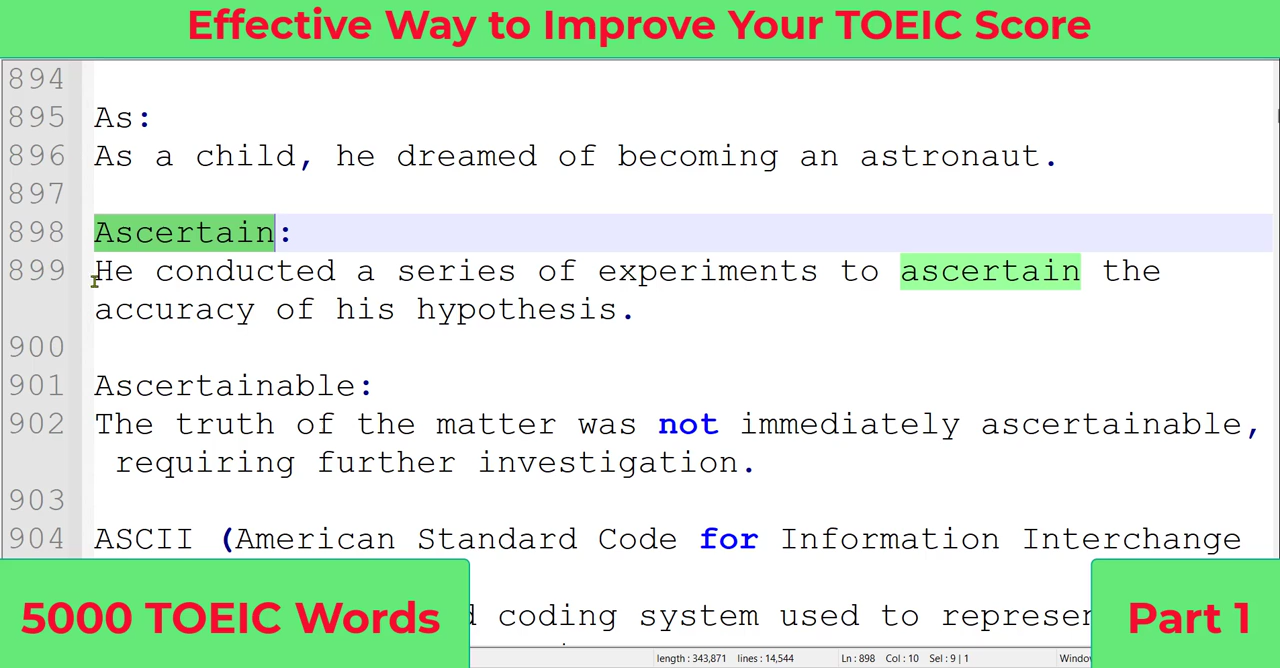 Effective Way to Improve Your TOEIC Score
894
895 As:
896 As a child, he dreamed of becoming an astronaut.
897
898 Ascertain:
899 He conducted a series of experiments to ascertain the
accuracy of his hypothesis.
900
901 Ascertainable:
902 The truth of the matter was not immediately ascertainable,
requiring further investigation.
903
904 ASCII (American Standard Code for Information Interchange
coding system used to
5000 TOEIC Words
Part 1
length : 343,871 lines : 14,544 Ln : 898 Col : 10 Sel : 9 | 1